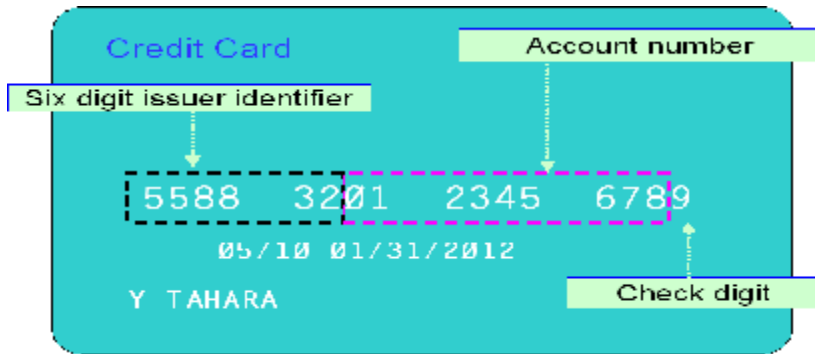 Credit Card
Account number
Six digit issuer identifier
5588 3201 2345 6789
05/10 01/31/2012
Check digit
Y TAHARA